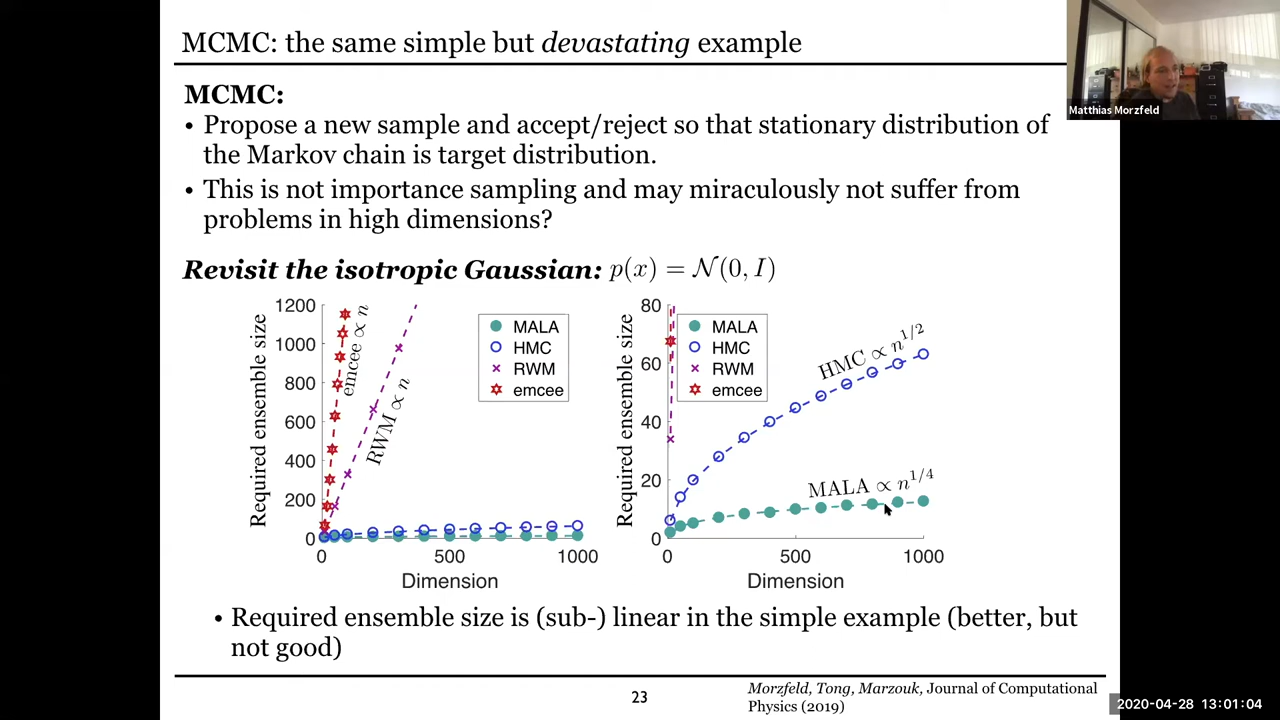 MCMC: the same simple but devastating example
Matthias Morzfeld
MCMC:
• Propose a new sample and accept/reject so that stationary distribution of
the Markov chain is target distribution.
• This is not importance sampling and may miraculously not suffer from
problems in high dimensions?
Revisit the isotropic Gaussian: p(x) = 𝒩(0, I)
Required ensemble size
1200
1000
800
600
400
200
0
0
500
1000
Dimension
emcee ∝ n
RWM ∝ n
MALA
HMC
RWM
emcee
Required ensemble size
80
60
40
20
0
0
500
1000
Dimension
MALA
HMC
RWM
emcee
HMC ∝ n^{1/2}
MALA ∝ n^{1/4}
• Required ensemble size is (sub-) linear in the simple example (better, but
not good)
23
Morzfeld, Tong, Marzouk, Journal of Computational
Physics (2019)
2020-04-28 13:01:04